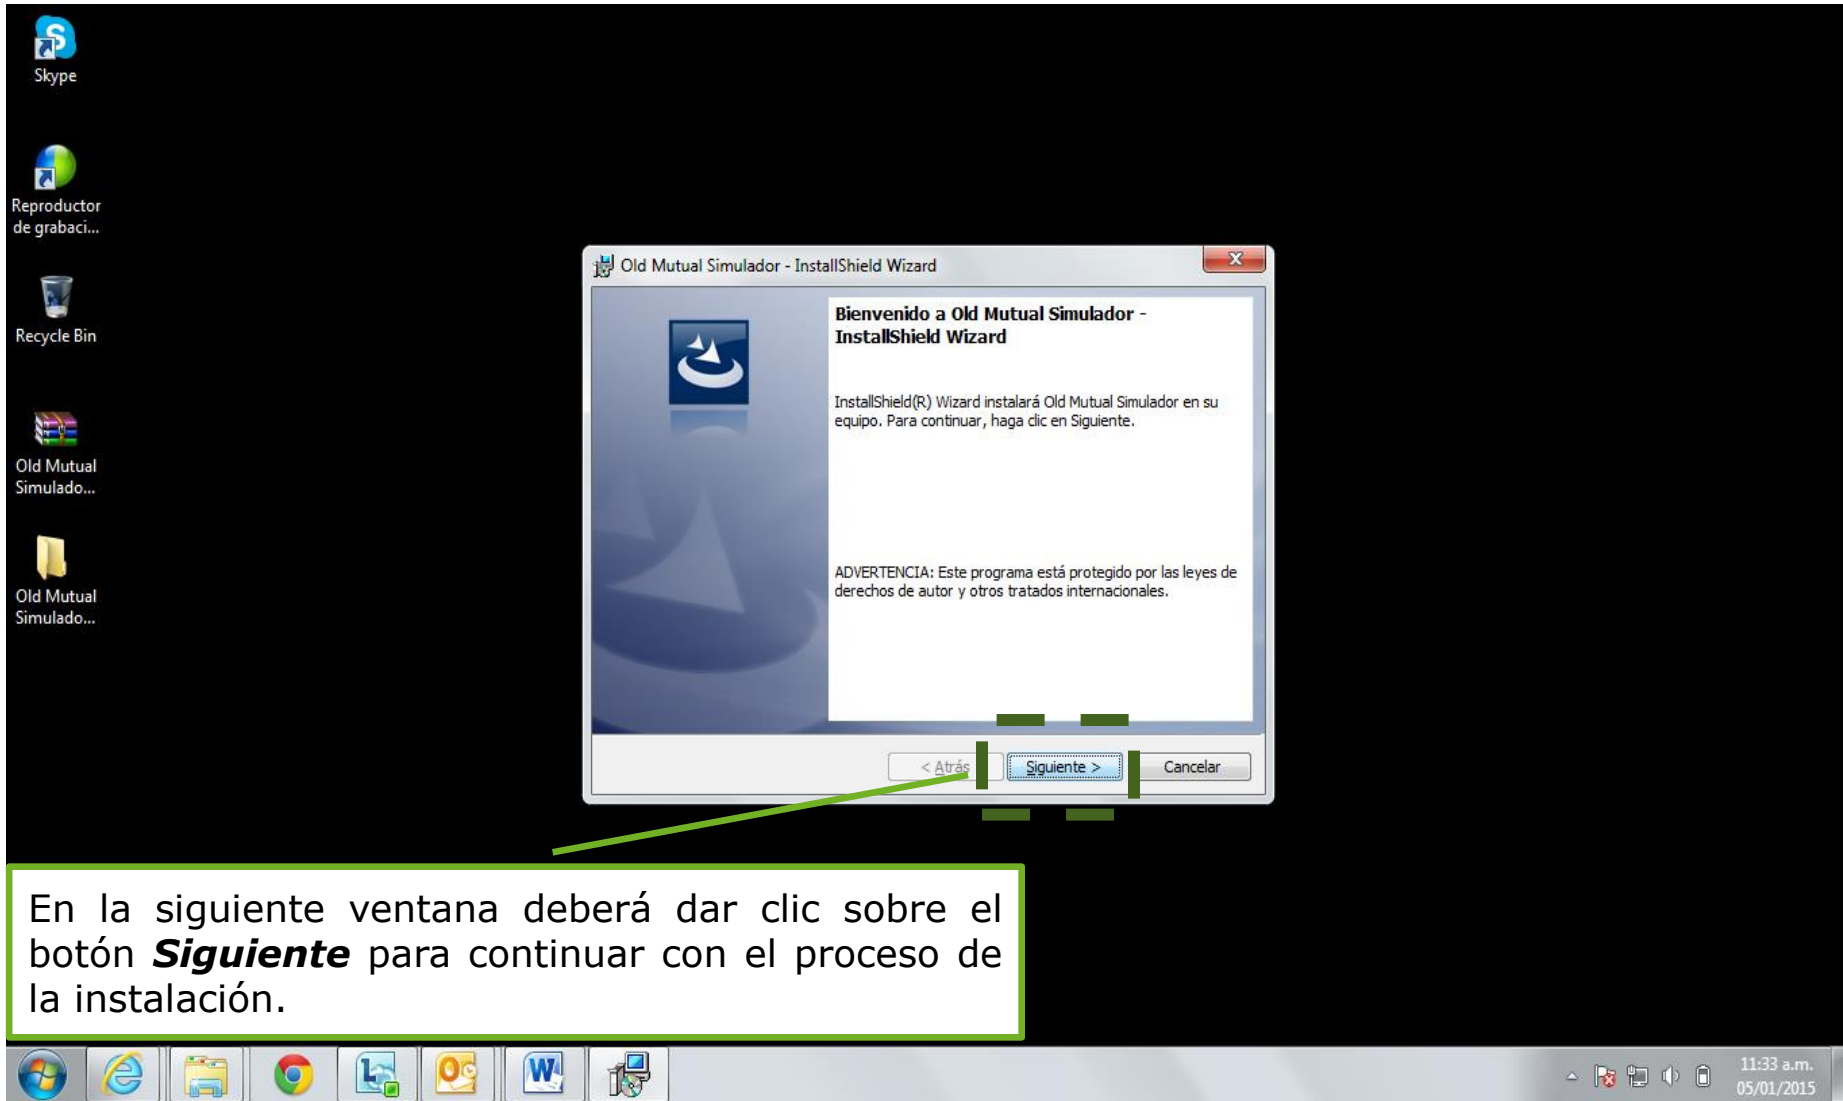 Skype
Reproductor
de grabaci...
Recycle Bin
Old Mutual
Simulado...
Old Mutual
Simulado...
Old Mutual Simulador - InstallShield Wizard
Bienvenido a Old Mutual Simulador -
InstallShield Wizard
InstallShield(R) Wizard instalará Old Mutual Simulador en su
equipo. Para continuar, haga clic en Siguiente.
ADVERTENCIA: Este programa está protegido por las leyes de
derechos de autor y otros tratados internacionales.
< Atrás
Siguiente >
Cancelar
En la siguiente ventana deberá dar clic sobre el
botón Siguiente para continuar con el proceso de
la instalación.
11:33 a.m.
05/01/2015